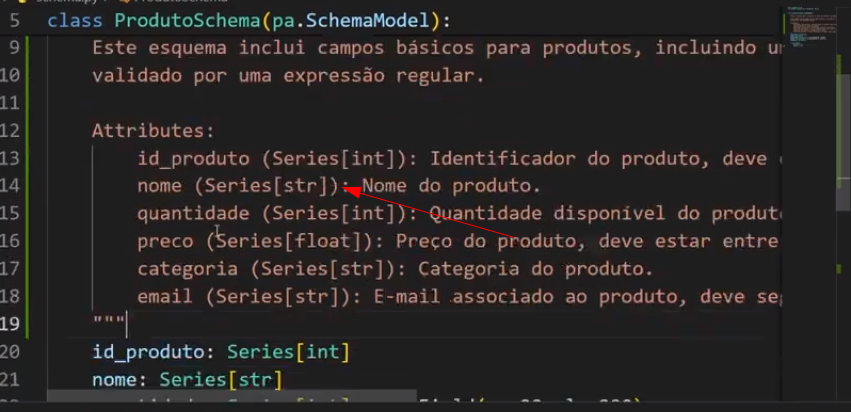 5 class ProdutoSchema(pa.SchemaModel):
9 Este esquema inclui campos básicos para produtos, incluindo
10 validado por uma expressão regular.
11
12 Attributes:
13 id_produto (Series[int]): Identificador do produto, deve
14 nome (Series[str]): Nome do produto.
15 quantidade (Series[int]): Quantidade disponível do
16 preco (Series[float]): Preço do produto, deve estar entre
17 categoria (Series[str]): Categoria do produto.
18 email (Series[str]): E-mail associado ao produto, deve
19 """
20 id_produto: Series[int]
21 nome: Series[str]